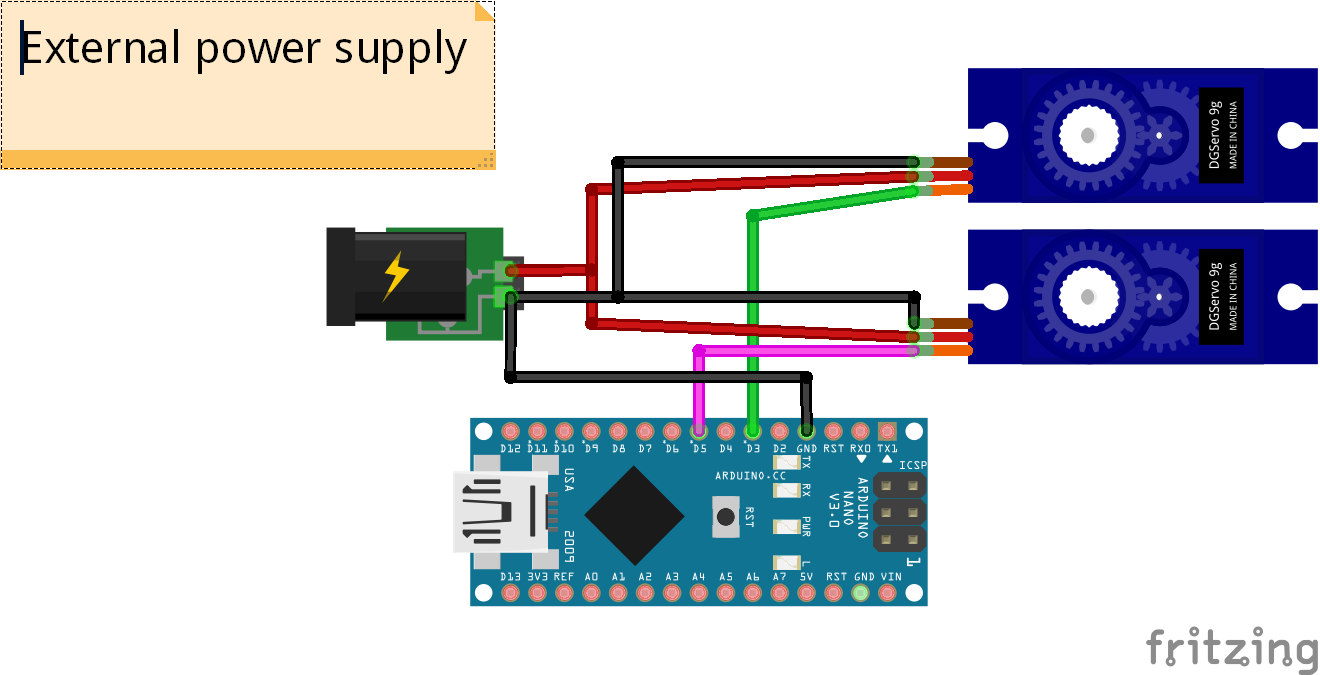 External power supply
DGServo 9g
MADE IN CHINA
DGServo 9g
MADE IN CHINA
D12 D11 D10 D9 D8 D7 D6 D5 D4 D3 D2 GND RST RX0 TX1
ICSP
USA
ARDUINO.CC
TX
RX
RST
PWR
L
ARDUINO
NANO
V3.0
1
2009
D13 3V3 REF A0 A1 A2 A3 A4 A5 A6 A7 5V RST GND VIN
fritzing